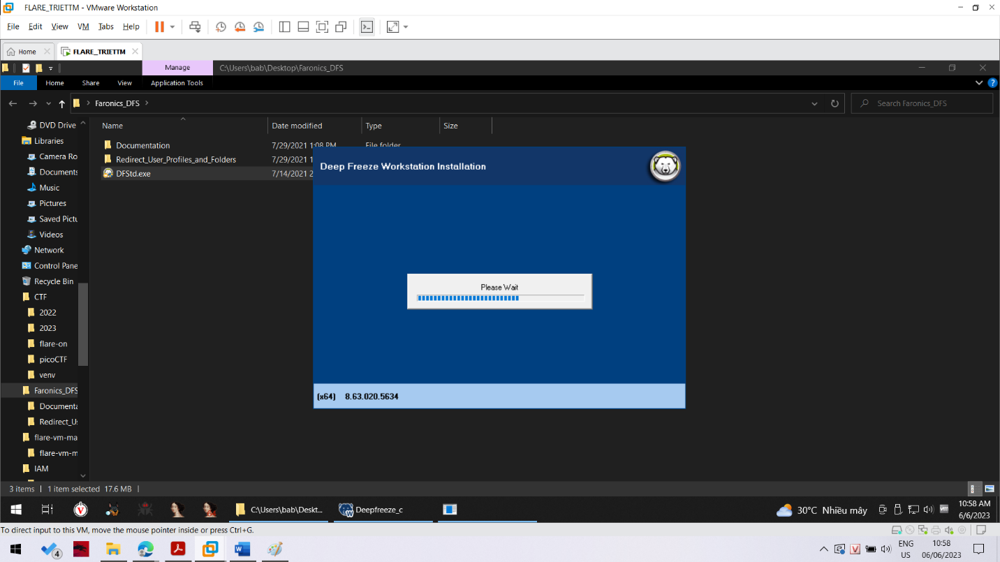 FLARE_TRIETTM - VMware Workstation
File Edit View VM Tabs Help
Home FLARE_TRIETTM
Manage C:\Users\bab\Desktop\Faronics_DFS
File Home Share View Application Tools
Faronics_DFS Search Faronics_DFS
Name Date modified Type Size
DVD Drive
Libraries
Camera Ro
Documents
Music
Pictures
Saved Pictu
Videos
Network
Control Pane
Recycle Bin
CTF
2022
2023
flare-on
picoCTF
venv
Faronics_DFS
Documenta
Redirect_Us
flare-vm-ma
flare-vm-m
IAM
Documentation 7/29/2021 1:08 PM File folder
Redirect_User_Profiles_and_Folders 7/29/2021 1
DFStd.exe 7/14/2021 2
Deep Freeze Workstation Installation
Please Wait
(x64) 8.63.020.5634
3 items 1 item selected 17.6 MB
C:\Users\bab\Deskt... Deepfreeze_c 30°C Nhiều mây 10:58 AM
6/6/2023
To direct input to this VM, move the mouse pointer inside or press Ctrl+G.
4 ENG 10:58
US 06/06/2023